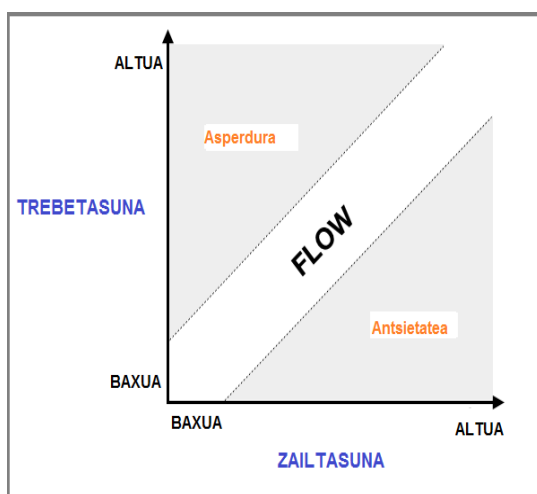 ALTUA
Asperdura
TREBETASUNA
FLOW
Antsietatea
BAXUA
BAXUA
ALTUA
ZAILTASUNA